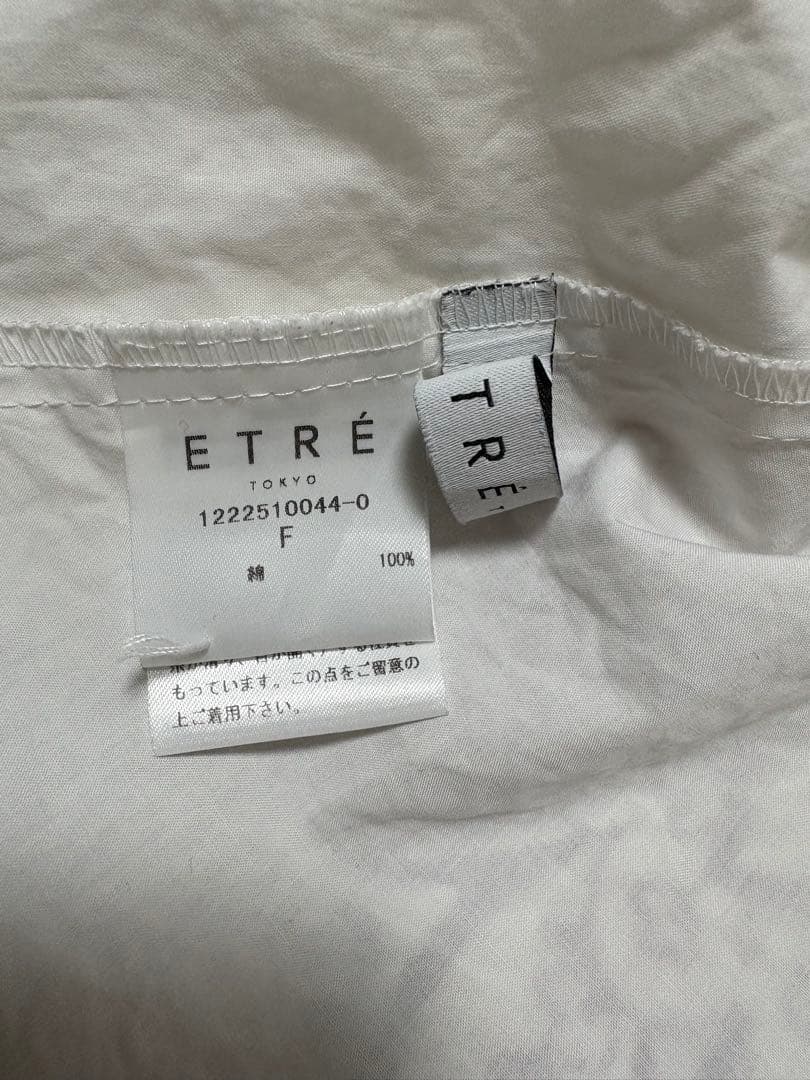 ETRÉ
TOKYO
1222510044-0
F
綿 100%
もっています。この点をご留意の
上ご着用下さい。
TRÉ